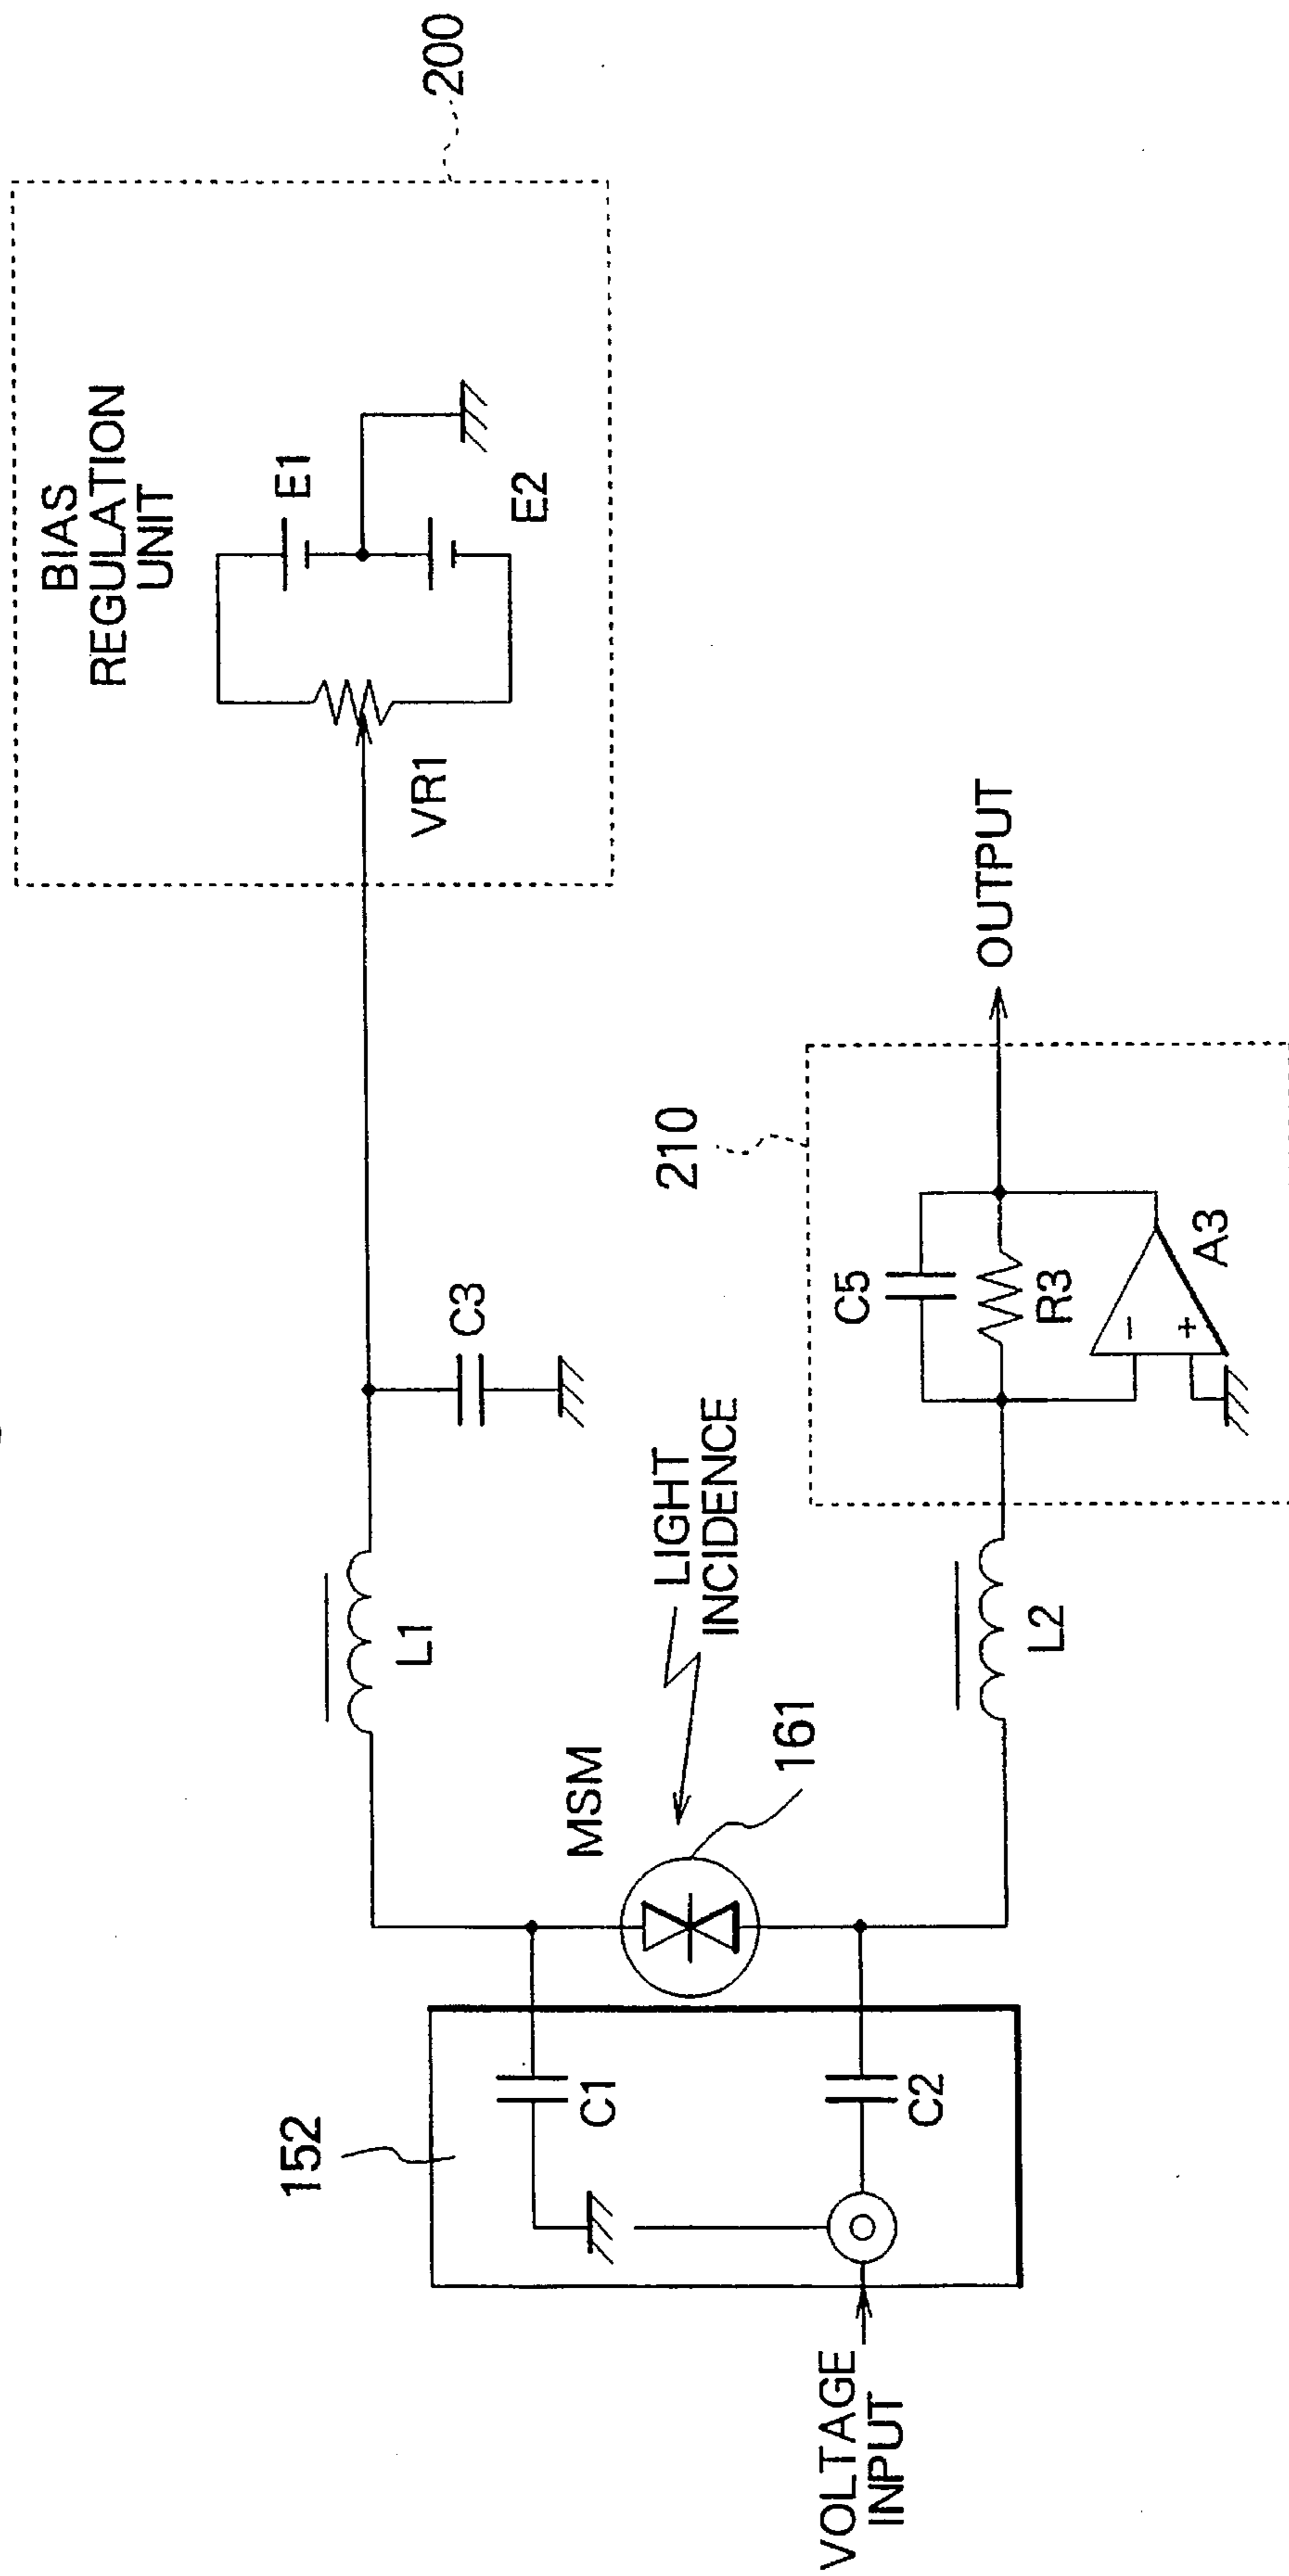 BIAS
REGULATION
UNIT
200
E1
E2
VR1
C3
L1
LIGHT
INCIDENCE
MSM
161
152
C1
C2
VOLTAGE
INPUT
L2
210
C5
R3
−
+
A3
OUTPUT